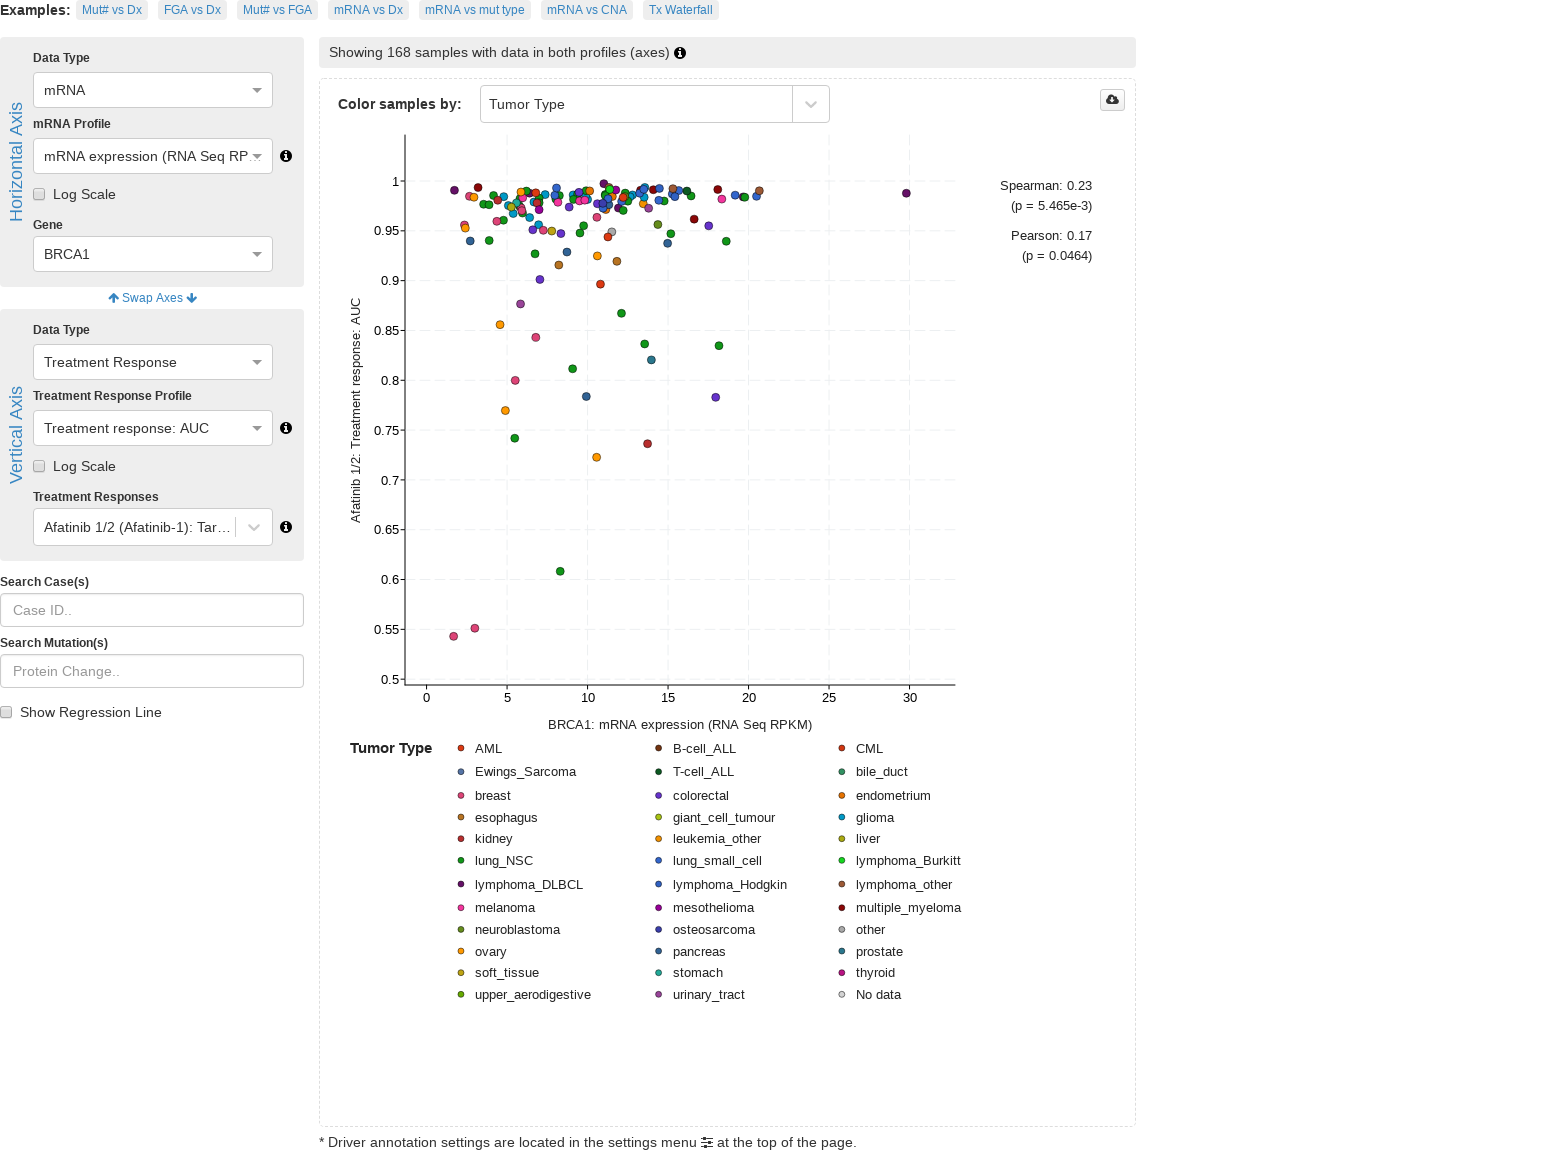 Examples: Mut# vs Dx FGA vs Dx Mut# vs FGA mRNA vs Dx mRNA vs mut type mRNA vs CNA Tx Waterfall
Horizontal Axis
Data Type
mRNA
mRNA Profile
mRNA expression (RNA Seq RP...
Log Scale
Gene
BRCA1
Swap Axes
Vertical Axis
Data Type
Treatment Response
Treatment Response Profile
Treatment response: AUC
Log Scale
Treatment Responses
Afatinib 1/2 (Afatinib-1): Tar...
Search Case(s)
Case ID..
Search Mutation(s)
Protein Change..
Show Regression Line
Showing 168 samples with data in both profiles (axes)
Color samples by: Tumor Type
Spearman: 0.23
(p = 5.465e-3)
Pearson: 0.17
(p = 0.0464)
Afatinib 1/2: Treatment response: AUC
1
0.95
0.9
0.85
0.8
0.75
0.7
0.65
0.6
0.55
0.5
0 5 10 15 20 25 30
BRCA1: mRNA expression (RNA Seq RPKM)
Tumor Type AML B-cell_ALL CML
Ewings_Sarcoma T-cell_ALL bile_duct
breast colorectal endometrium
esophagus giant_cell_tumour glioma
kidney leukemia_other liver
lung_NSC lung_small_cell lymphoma_Burkitt
lymphoma_DLBCL lymphoma_Hodgkin lymphoma_other
melanoma mesothelioma multiple_myeloma
neuroblastoma osteosarcoma other
ovary pancreas prostate
soft_tissue stomach thyroid
upper_aerodigestive urinary_tract No data
* Driver annotation settings are located in the settings menu at the top of the page.